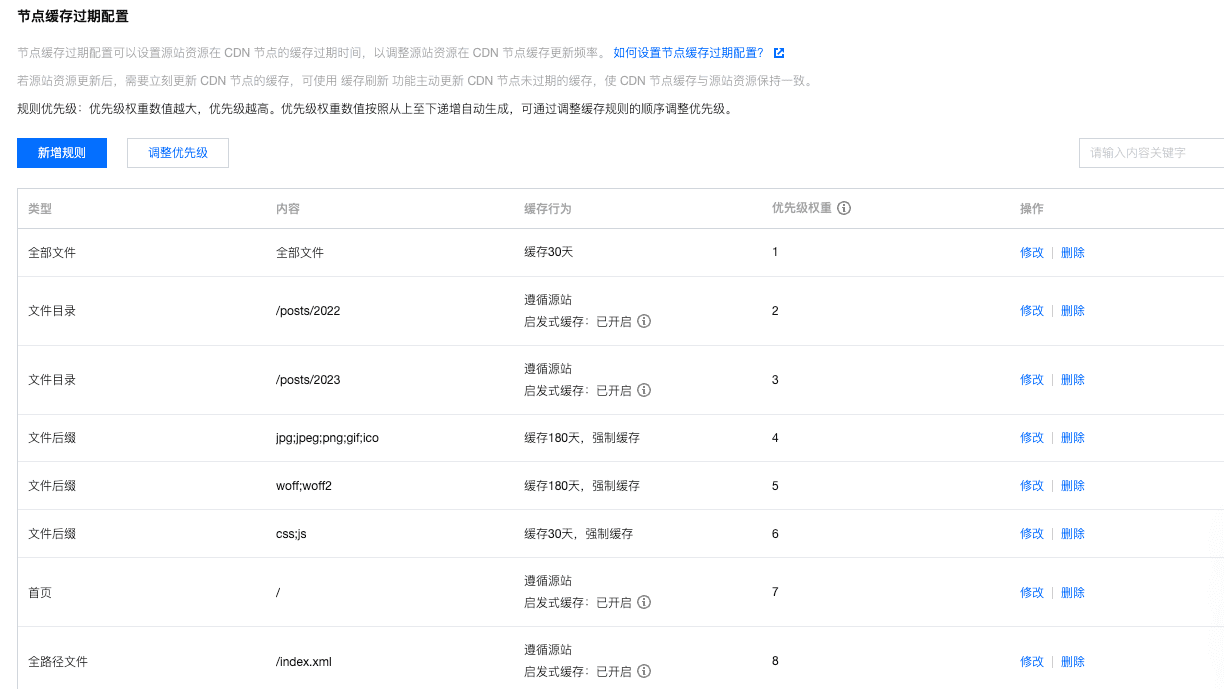 节点缓存过期配置
节点缓存过期配置可以设置源站资源在 CDN 节点的缓存过期时间，以调整源站资源在 CDN 节点缓存更新频率。 如何设置节点缓存过期配置?
若源站资源更新后，需要立刻更新 CDN 节点的缓存，可使用 缓存刷新 功能主动更新 CDN 节点未过期的缓存，使 CDN 节点缓存与源站资源保持一致。
规则优先级：优先级权重数值越大，优先级越高。优先级权重数值按照从上至下递增自动生成，可通过调整缓存规则的顺序调整优先级。
新增规则 调整优先级 请输入内容关键字
类型 内容 缓存行为 优先级权重 操作
全部文件 全部文件 缓存30天 1 修改 删除
文件目录 /posts/2022 遵循源站 2 修改 删除
启发式缓存：已开启
文件目录 /posts/2023 遵循源站 3 修改 删除
启发式缓存：已开启
文件后缀 jpg;jpeg;png;gif;ico 缓存180天，强制缓存 4 修改 删除
文件后缀 woff;woff2 缓存180天，强制缓存 5 修改 删除
文件后缀 css;js 缓存30天，强制缓存 6 修改 删除
首页 / 遵循源站 7 修改 删除
启发式缓存：已开启
全路径文件 /index.xml 遵循源站 8 修改 删除
启发式缓存：已开启